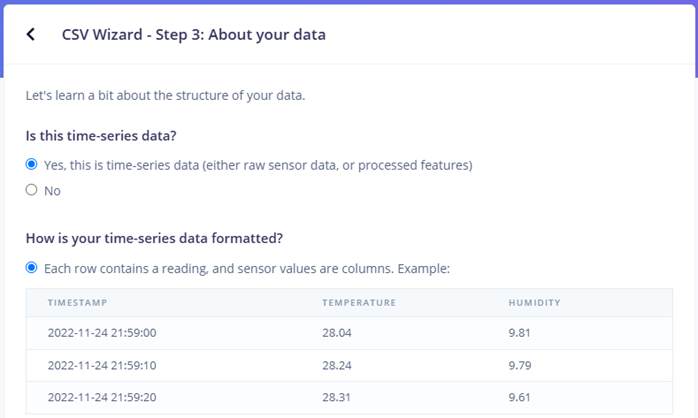 CSV Wizard - Step 3: About your data
Let's learn a bit about the structure of your data.
Is this time-series data?
Yes, this is time-series data (either raw sensor data, or processed features)
No
How is your time-series data formatted?
Each row contains a reading, and sensor values are columns. Example:
TIMESTAMP TEMPERATURE HUMIDITY
2022-11-24 21:59:00 28.04 9.81
2022-11-24 21:59:10 28.24 9.79
2022-11-24 21:59:20 28.31 9.61